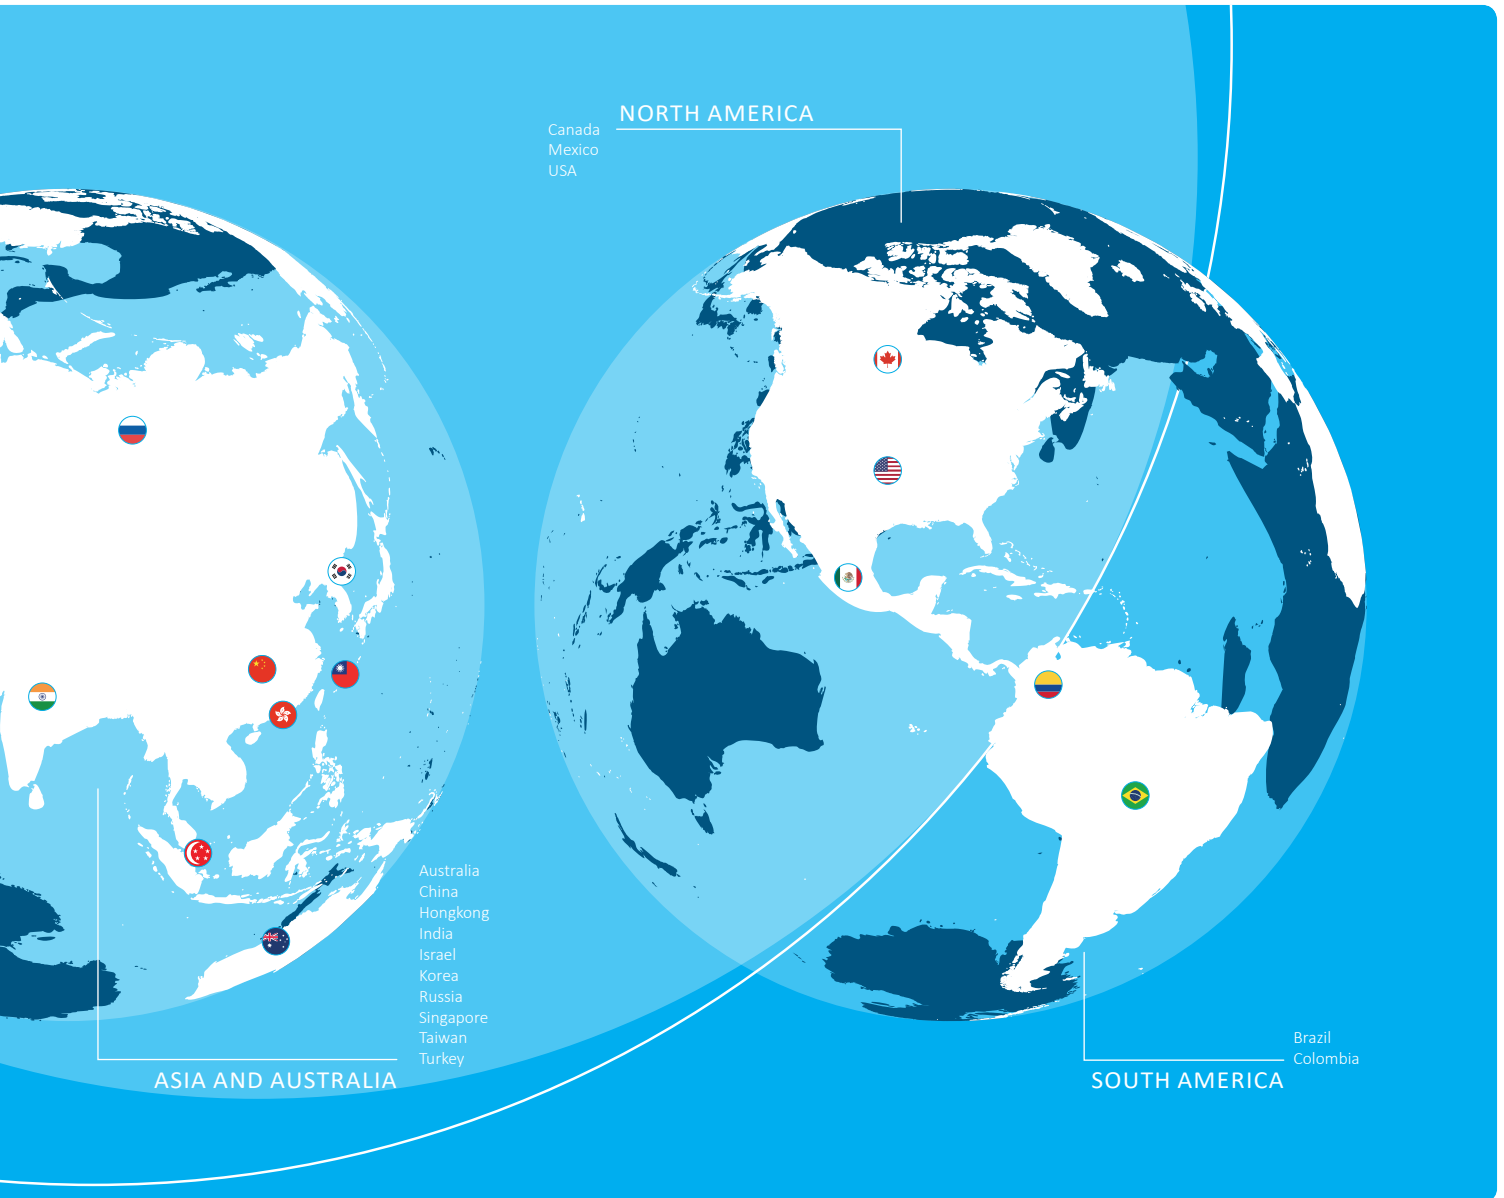 NORTH AMERICA
Canada
Mexico
USA
Australia
China
Hongkong
India
Israel
Korea
Russia
Singapore
Taiwan
Turkey
ASIA AND AUSTRALIA
Brazil
Colombia
SOUTH AMERICA